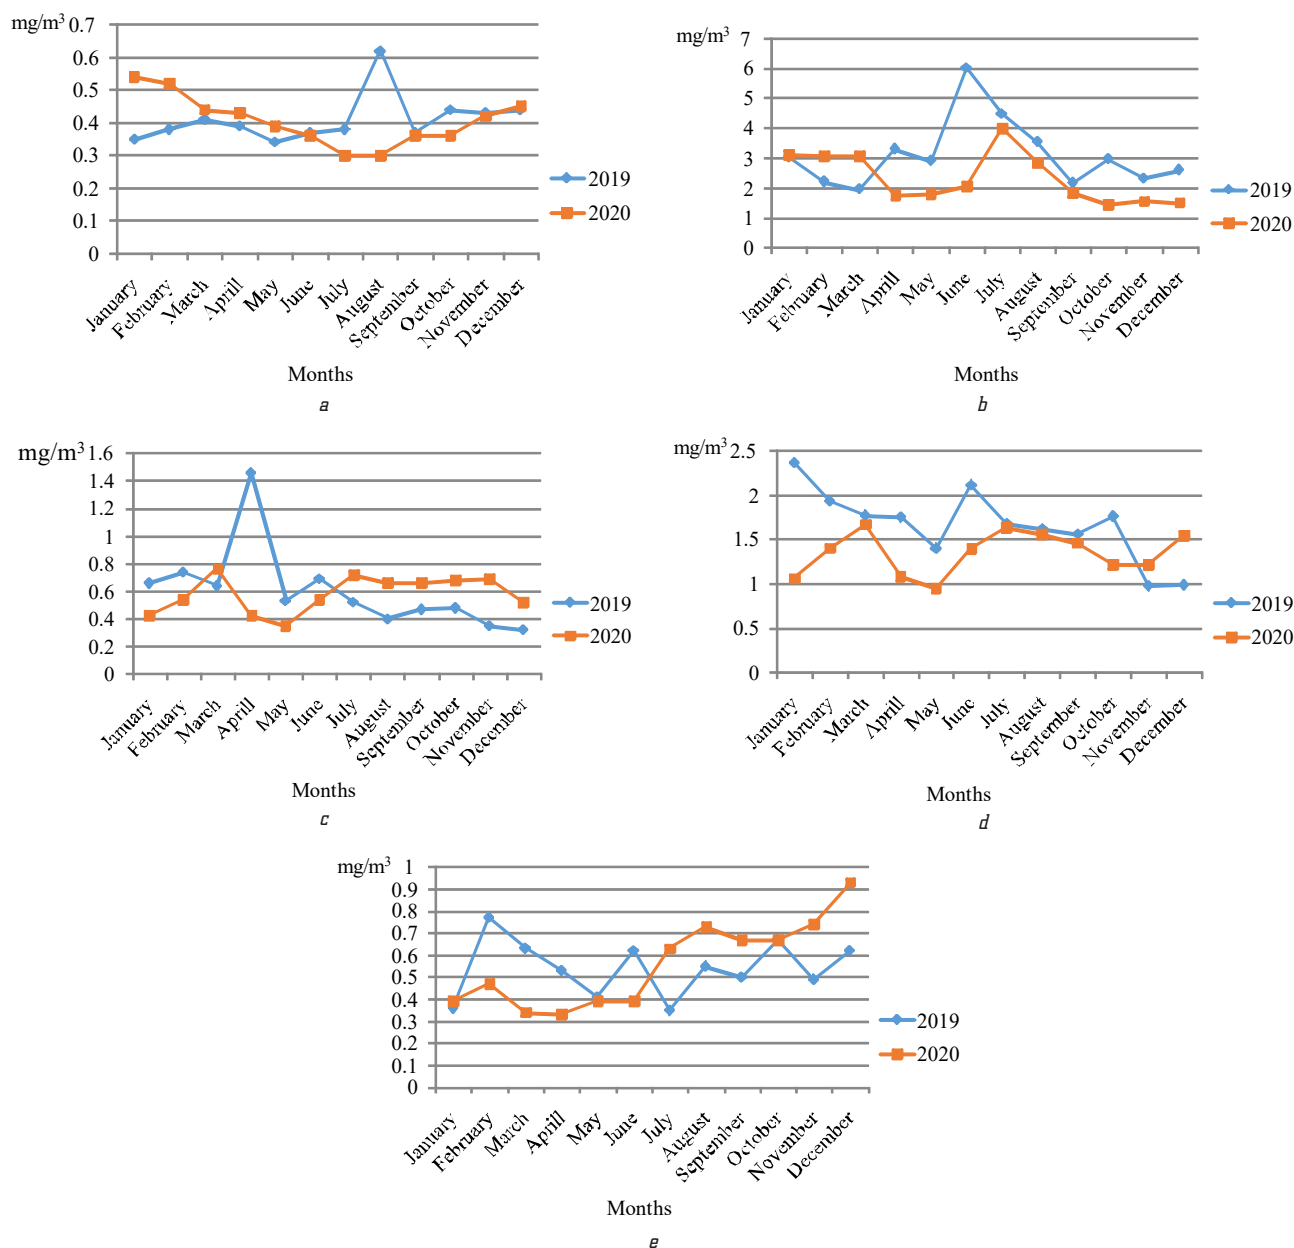 mg/m³ 0.7
0.6
0.5
0.4
0.3
0.2
0.1
0
January
February
March
Aprill
May
June
July
August
September
October
November
December
2019
2020
Months
a
mg/m³ 7
6
5
4
3
2
1
0
January
February
March
Aprill
May
June
July
August
September
October
November
December
2019
2020
Months
b
mg/m³ 1.6
1.4
1.2
1
0.8
0.6
0.4
0.2
0
January
February
March
Aprill
May
June
July
August
September
October
November
December
2019
2020
Months
c
mg/m³ 2.5
2
1.5
1
0.5
0
January
February
March
Aprill
May
June
July
August
September
October
November
December
2019
2020
Months
d
mg/m³ 1
0.9
0.8
0.7
0.6
0.5
0.4
0.3
0.2
0.1
0
January
February
March
Aprill
May
June
July
August
September
October
November
December
2019
2020
Months
e